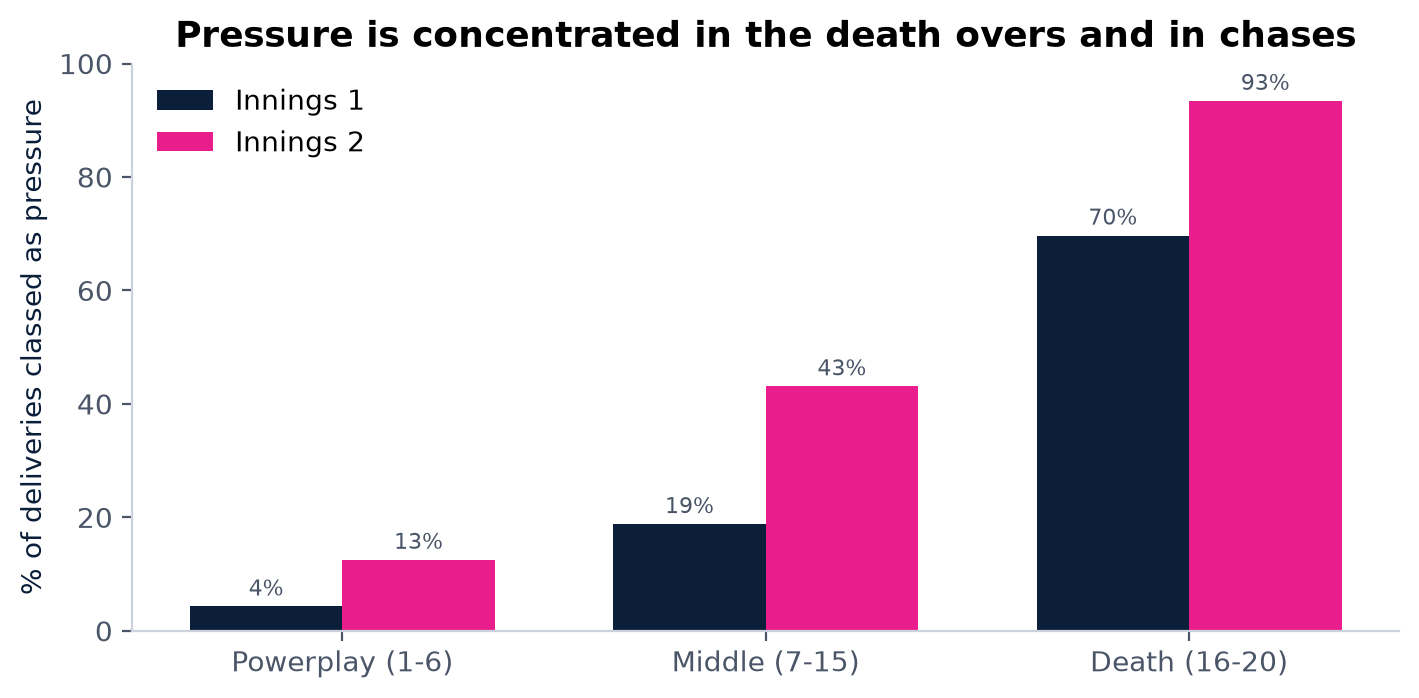 Pressure is concentrated in the death overs and in chases
% of deliveries classed as pressure
100
80
60
40
20
0
Innings 1
Innings 2
4%
13%
19%
43%
70%
93%
Powerplay (1-6)
Middle (7-15)
Death (16-20)